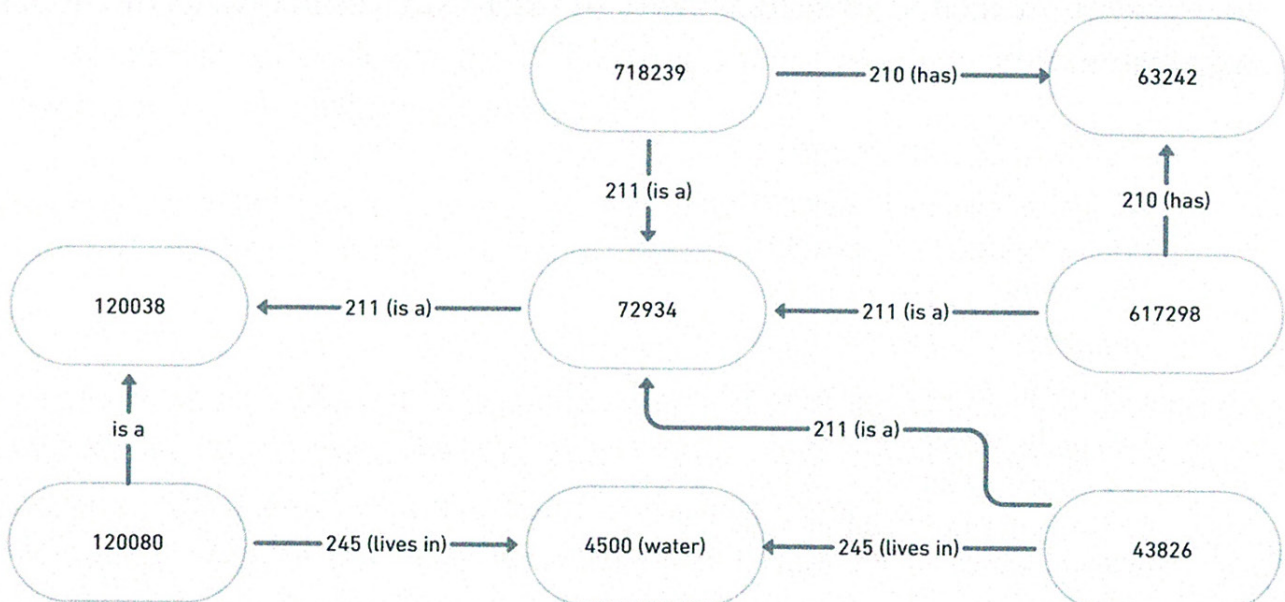 718239
210 (has)
63242
211 (is a)
210 (has)
120038
211 (is a)
72934
211 (is a)
617298
is a
211 (is a)
120080
245 (lives in)
4500 (water)
245 (lives in)
43826